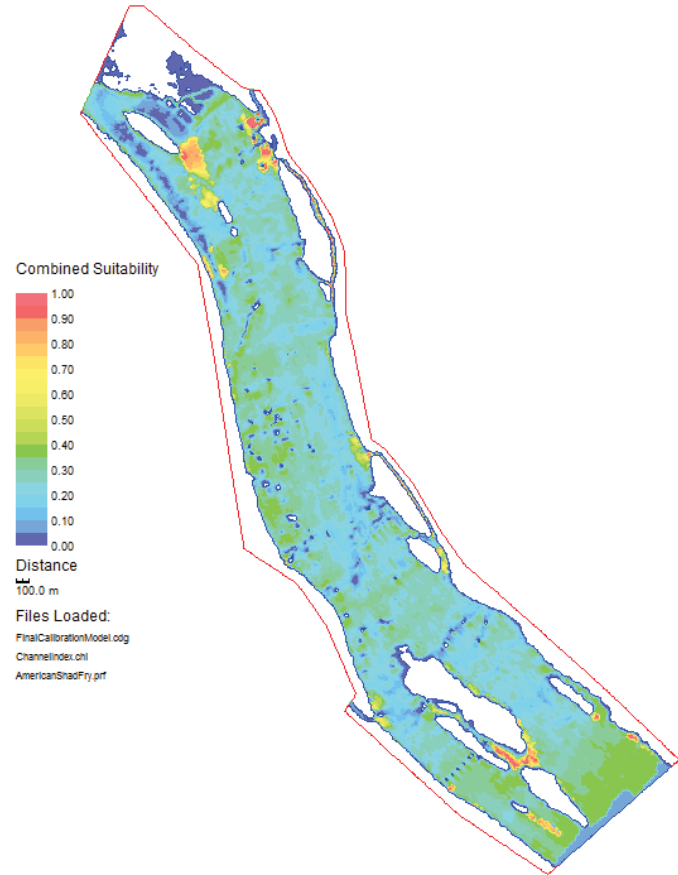 Combined Suitability
1.00
0.90
0.80
0.70
0.60
0.50
0.40
0.30
0.20
0.10
0.00
Distance
100.0 m
Files Loaded:
FinalCalibrationModel.cdg
ChannelIndex.chi
AmericanShadFry.prf